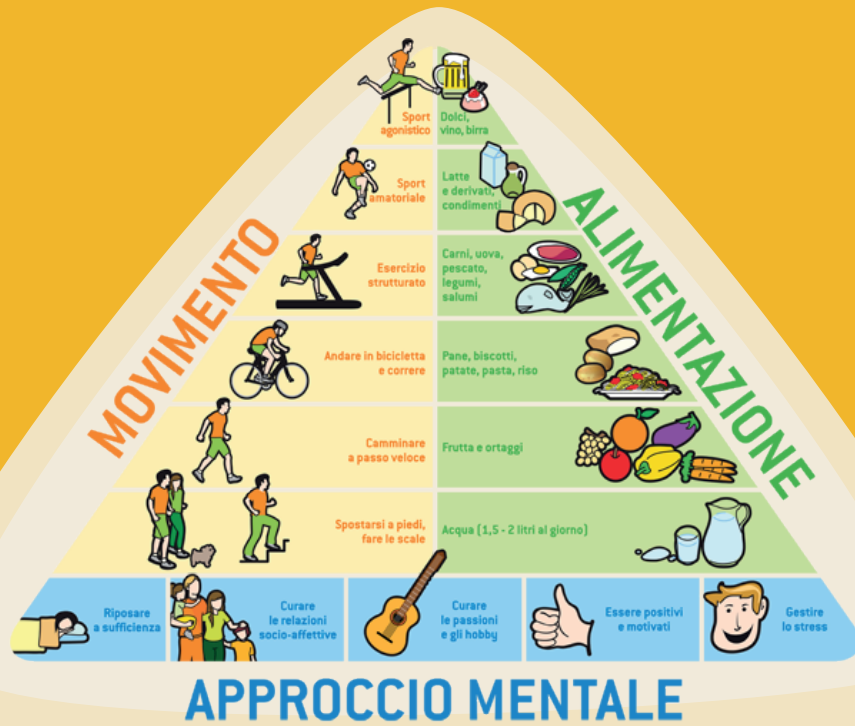 Sport
agonistico
Dolci,
vino, birra
Sport
amatoriale
Latte
e derivati,
condimenti
Esercizio
strutturato
Carni, uova,
pescato,
legumi,
salumi
Andare in bicicletta
e correre
Pane, biscotti,
patate, pasta, riso
Camminare
a passo veloce
Frutta e ortaggi
Spostarsi a piedi,
fare le scale
Acqua (1,5 - 2 litri al giorno)
MOVIMENTO
ALIMENTAZIONE
Riposare
a sufficienza
Curare
le relazioni
socio-affettive
Curare
le passioni
e gli hobby
Essere positivi
e motivati
Gestire
lo stress
APPROCCIO MENTALE